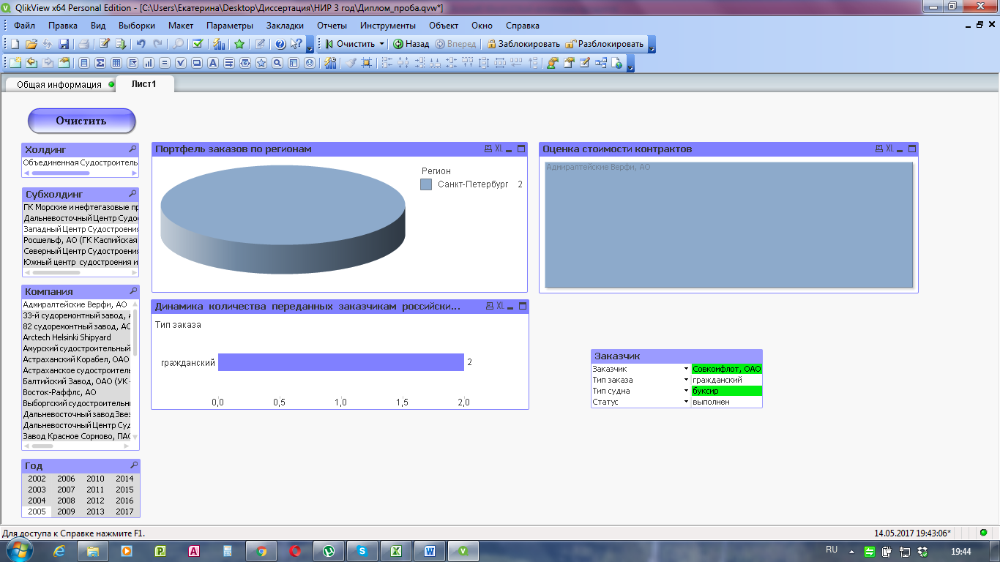 QlikView x64 Personal Edition - [C:\Users\Екатерина\Desktop\Диссертация\НИР 3 год\Диплом_проба.qvw*]
Файл Правка Вид Выборки Макет Параметры Закладки Отчеты Инструменты Объект Окно Справка
Очистить Назад Вперед Заблокировать Разблокировать
Общая информация Лист1
Очистить
Холдинг
Объединенная Судостроитель
Субхолдинг
ГК Морские и нефтегазовые пр
Дальневосточный Центр Судо
Западный Центр Судостроения
Росшельф, АО (ГК Каспийская
Северный Центр Судостроения
Южный центр судостроения и
Компания
Адмиралтейские Верфи, АО
33-й судоремонтный завод, А
82 судоремонтный завод, АО
Arctech Helsinki Shipyard
Амурский судостроительный
Астраханский Корабел, ОАО
Астраханское судостроитель
Балтийский Завод, ОАО (УК -
Восток-Раффлс, АО
Выборгский судостроительны
Дальневосточный завод Звез
Дальневосточный Центр Суд
Завод Красное Сормово, ПАО
Год
2002 2006 2010 2014
2003 2007 2011 2015
2004 2008 2012 2016
2005 2009 2013 2017
Портфель заказов по регионам XL
Регион
Санкт-Петербург 2
Динамика количества переданных заказчикам российски... XL
Тип заказа
гражданский 2
0,0 0,5 1,0 1,5 2,0
Оценка стоимости контрактов XL
Адмиралтейские Верфи, АО
Заказчик
Заказчик Совкомфлот, ОАО
Тип заказа гражданский
Тип судна буксир
Статус выполнен
Для доступа к Справке нажмите F1. 14.05.2017 19:43:06*
RU 19:44